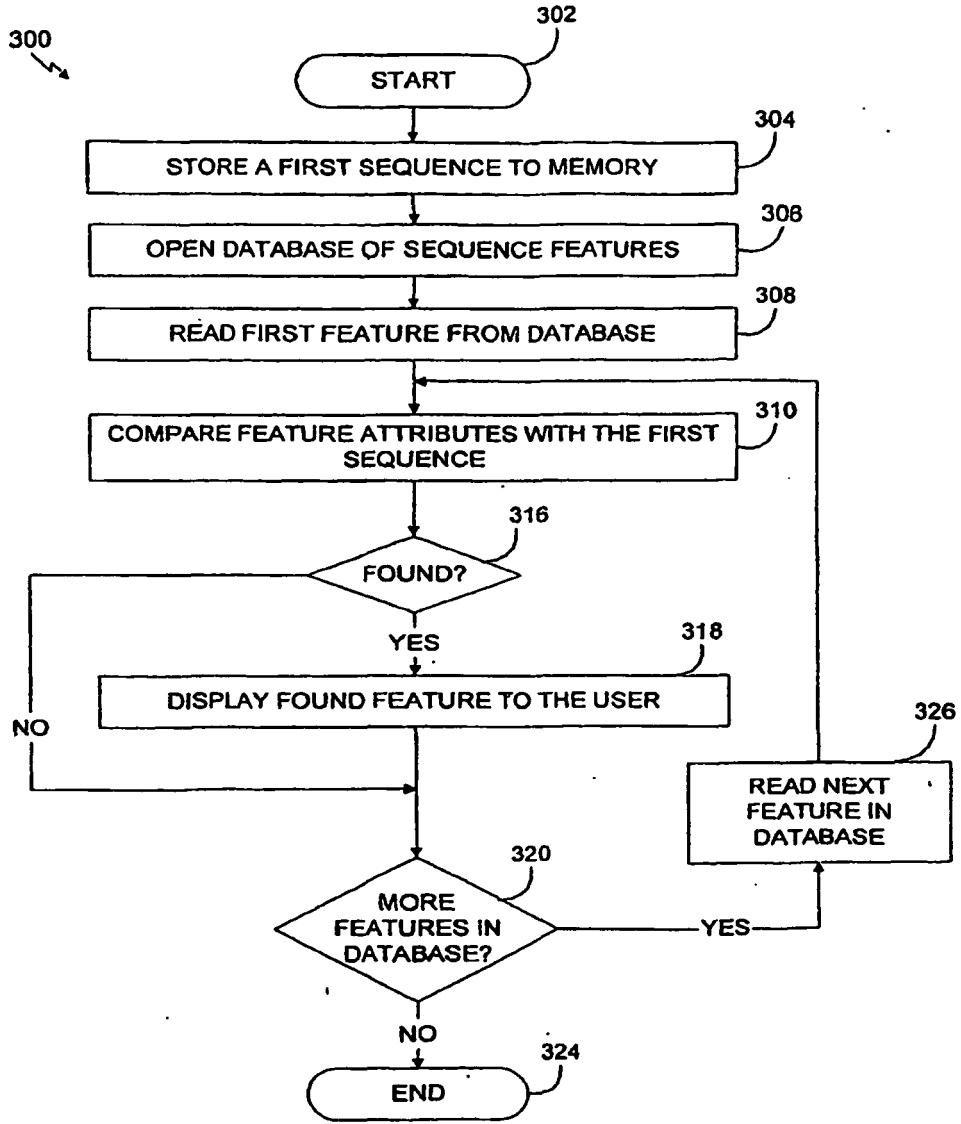 300
302
START
304
STORE A FIRST SEQUENCE TO MEMORY
306
OPEN DATABASE OF SEQUENCE FEATURES
308
READ FIRST FEATURE FROM DATABASE
310
COMPARE FEATURE ATTRIBUTES WITH THE FIRST
SEQUENCE
316
FOUND?
YES
318
DISPLAY FOUND FEATURE TO THE USER
NO
326
READ NEXT
FEATURE IN
DATABASE
320
MORE
FEATURES IN
DATABASE?
YES
NO
324
END